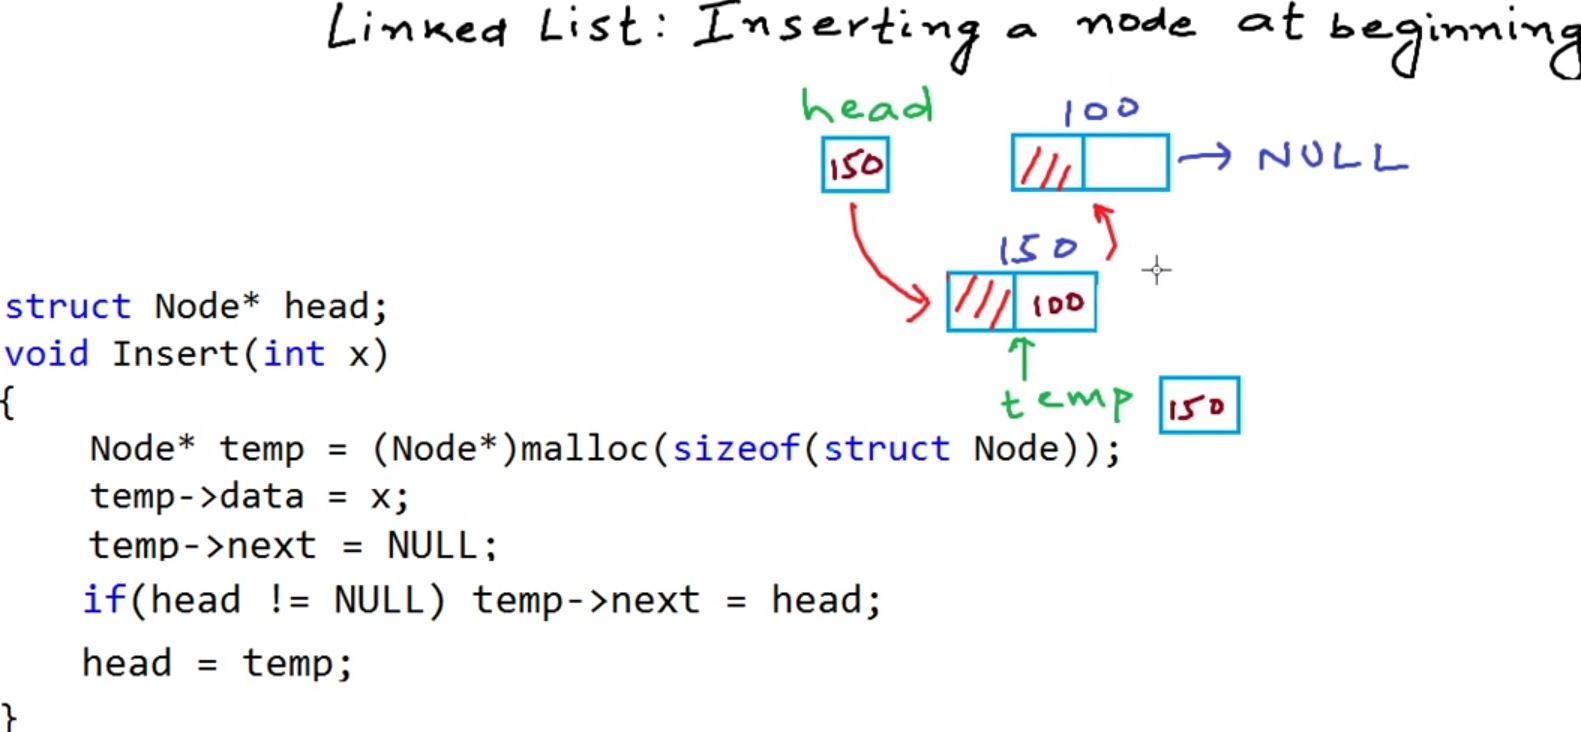 Linked List: Inserting a node at beginning
head
100
150
→ NULL
150
100
struct Node* head;
void Insert(int x)
{
temp
150
Node* temp = (Node*)malloc(sizeof(struct Node));
temp->data = x;
temp->next = NULL;
if(head != NULL) temp->next = head;
head = temp;
}